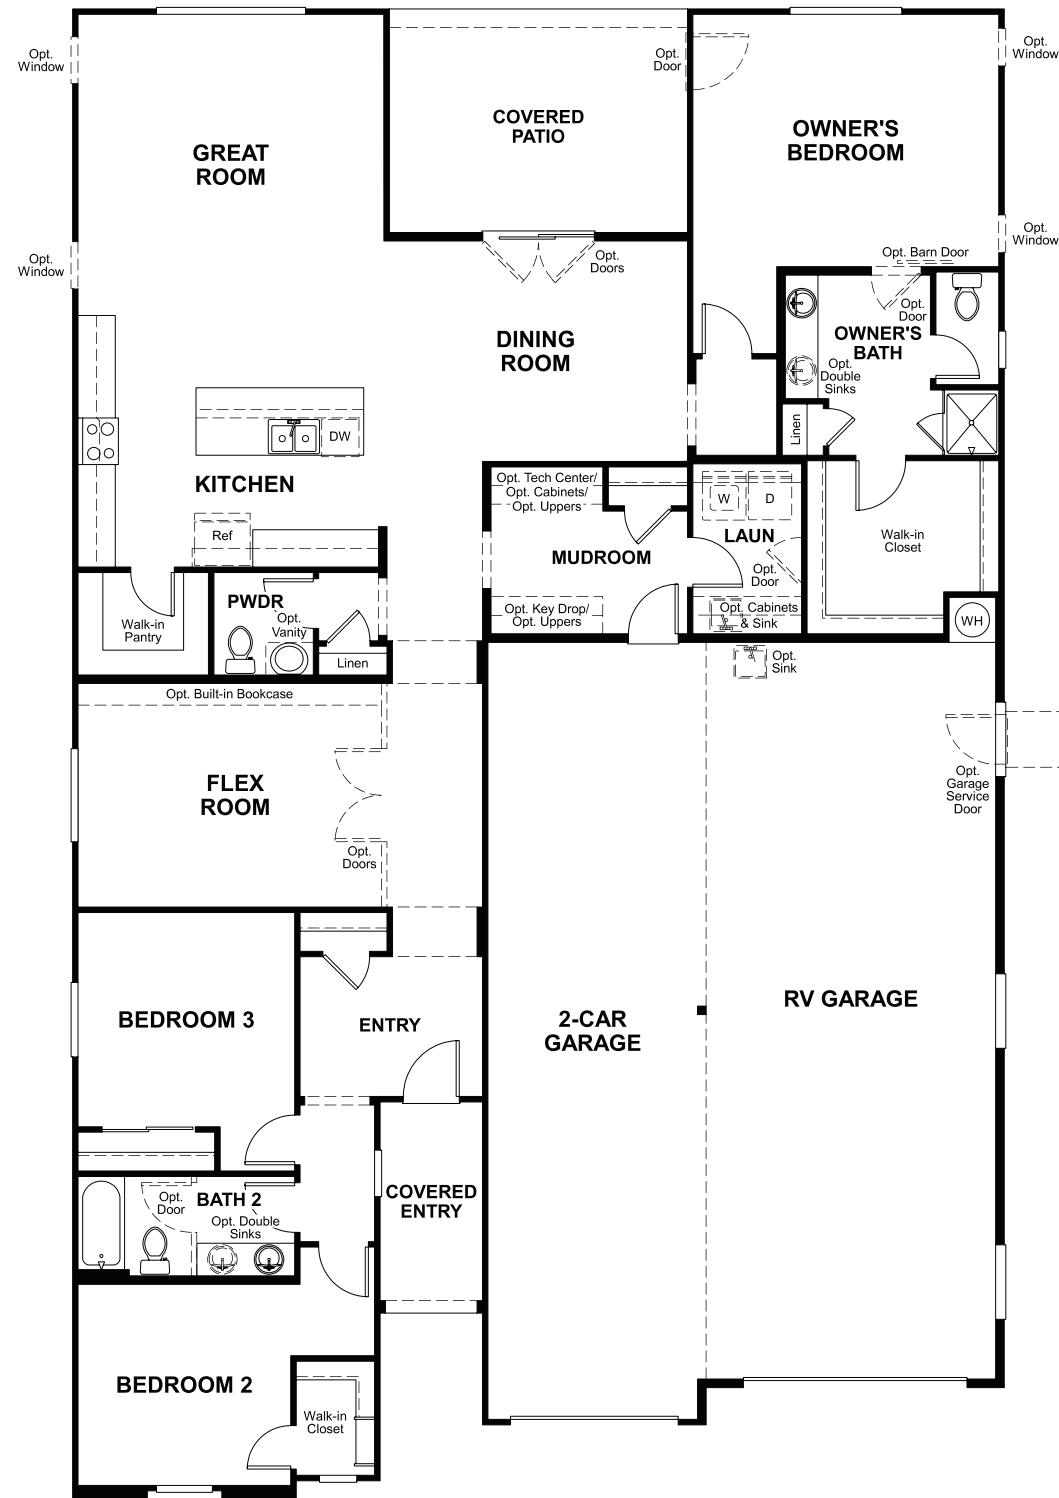 Opt.
Window
GREAT
ROOM
COVERED
PATIO
Opt.
Door
OWNER'S
BEDROOM
Opt.
Window
Opt.
Window
Opt.
Doors
Opt. Barn Door
Opt.
Window
DINING
ROOM
Opt.
Door
OWNER'S
BATH
Opt.
Double
Sinks
Linen
DW
KITCHEN
Ref
Opt. Tech Center/
Opt. Cabinets/
Opt. Uppers
MUDROOM
W
D
LAUN
Opt.
Door
Walk-in
Closet
Opt. Key Drop/
Opt. Uppers
Opt. Cabinets
& Sink
WH
Walk-in
Pantry
PWDR
Opt.
Vanity
Linen
Opt.
Sink
Opt. Built-in Bookcase
FLEX
ROOM
Opt.
Doors
Opt.
Garage
Service
Door
BEDROOM 3
ENTRY
2-CAR
GARAGE
RV GARAGE
Opt.
Door
BATH 2
Opt. Double
Sinks
COVERED
ENTRY
BEDROOM 2
Walk-in
Closet